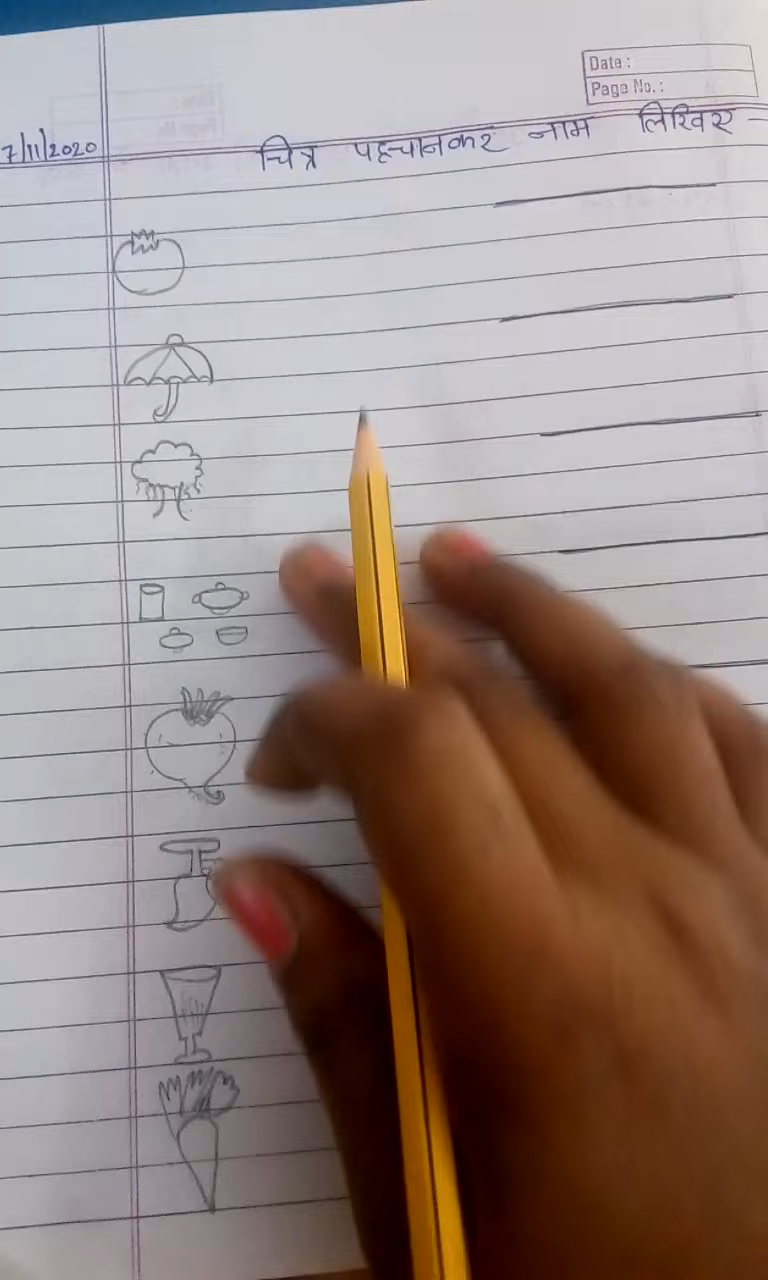 Date :
Page No. :
7/11/2020
चित्र पहचानकर नाम लिखिए -